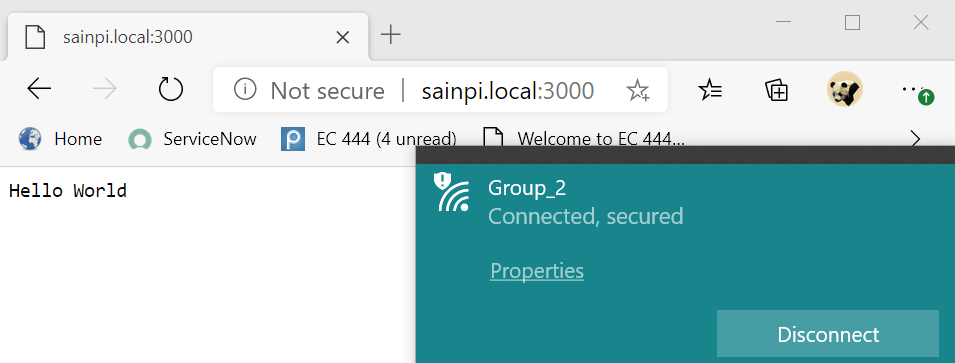 sainpi.local:3000
Not secure | sainpi.local:3000
Home ServiceNow EC 444 (4 unread) Welcome to EC 444...
Hello World
Group_2
Connected, secured
Properties
Disconnect